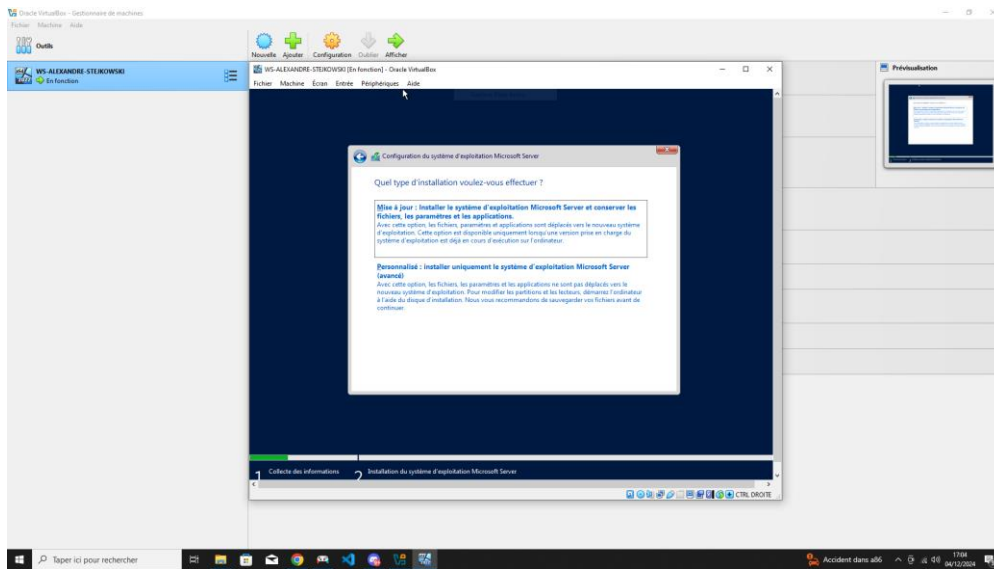 Oracle VirtualBox - Gestionnaire de machines
Fichier Machine Aide
Outils
Nouvelle Ajouter Configuration Oublier Afficher
WS-ALEXANDRE-STEJKOWSKI
En fonction
WS-ALEXANDRE-STEJKOWSKI [En fonction] - Oracle VirtualBox
Fichier Machine Écran Entrée Périphériques Aide
Prévisualisation
Configuration du système d'exploitation Microsoft Server
Quel type d'installation voulez-vous effectuer ?
Mise à jour : Installer le système d'exploitation Microsoft Server et conserver les
fichiers, les paramètres et les applications.
Avec cette option, les fichiers, paramètres et applications sont déplacés vers le nouveau système
d'exploitation. Cette option est disponible uniquement lorsqu'une version prise en charge du
système d'exploitation est déjà en cours d'exécution sur l'ordinateur.
Personnalisé : installer uniquement le système d'exploitation Microsoft Server
(avancé)
Avec cette option, les fichiers, les paramètres et les applications ne sont pas déplacés vers le
nouveau système d'exploitation. Pour modifier les partitions et les lecteurs, démarrez l'ordinateur
à l'aide du disque d'installation. Nous vous recommandons de sauvegarder vos fichiers avant de
continuer.
1 Collecte des informations 2 Installation du système d'exploitation Microsoft Server
CTRL DROITE
Taper ici pour rechercher
Accident dans a86
17:04
04/12/2024